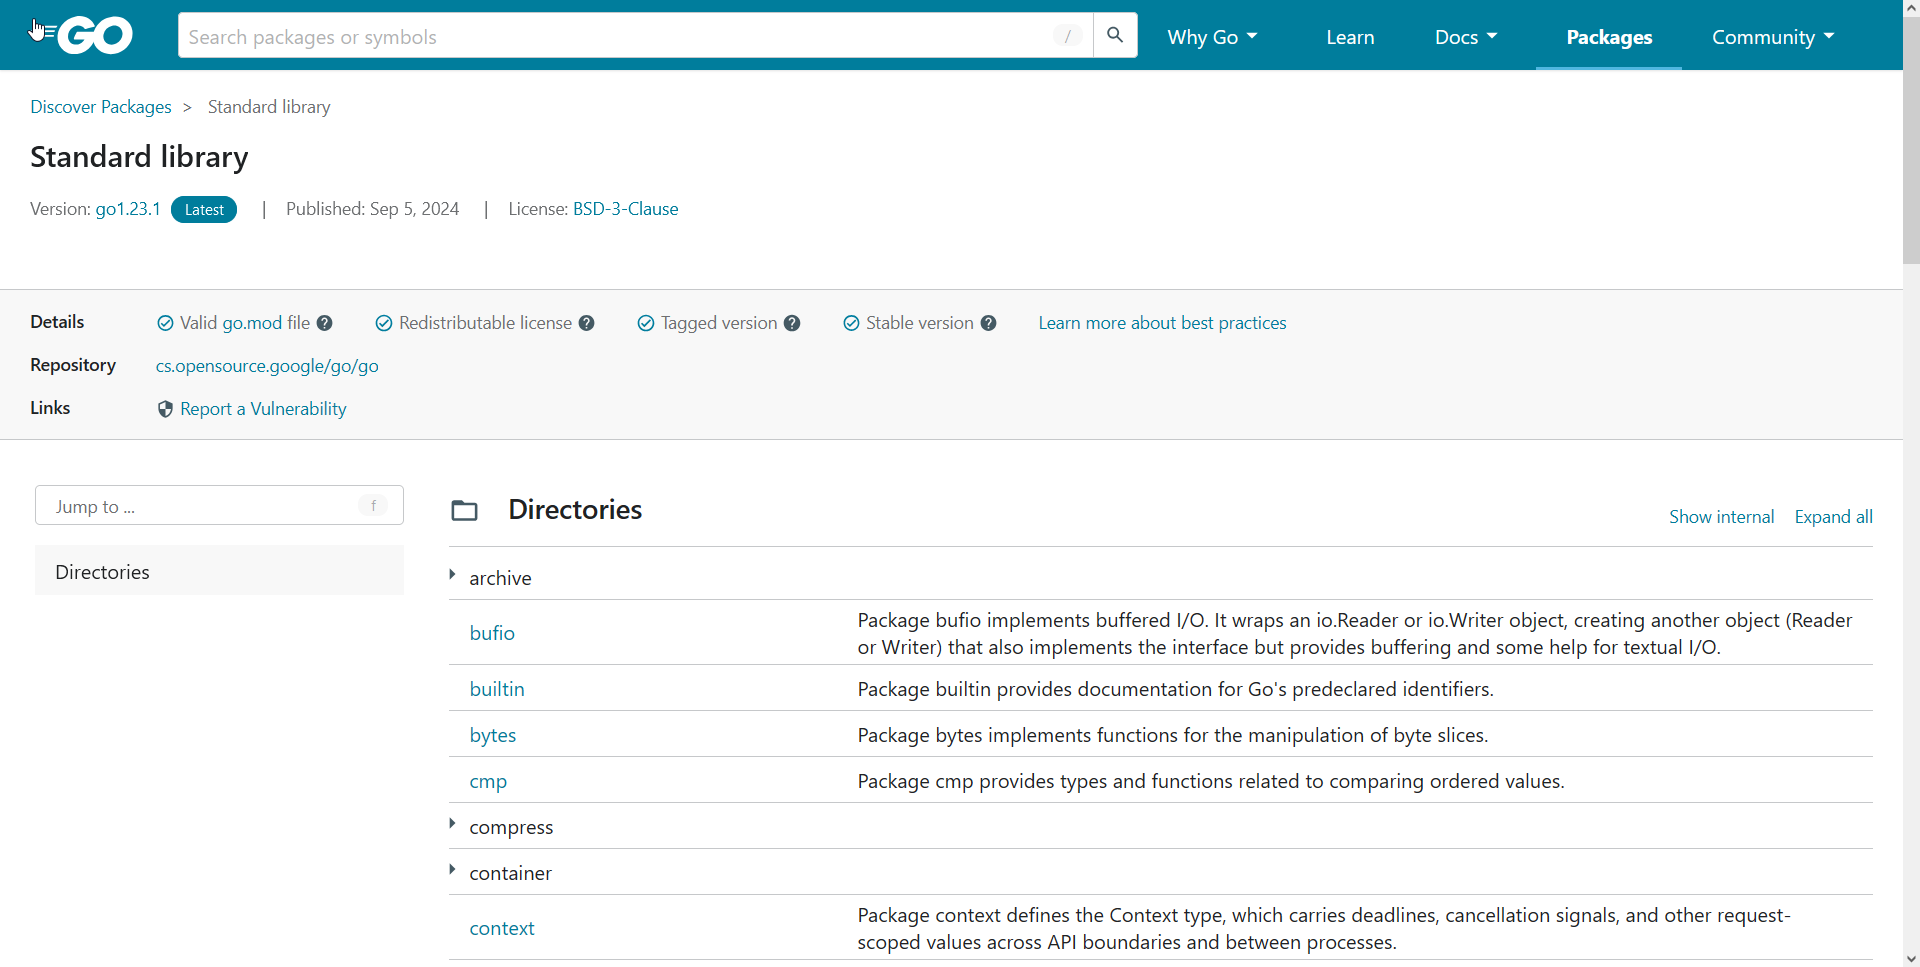 GO
Search packages or symbols /
Why Go
Learn
Docs
Packages
Community
Discover Packages > Standard library
Standard library
Version: go1.23.1 Latest | Published: Sep 5, 2024 | License: BSD-3-Clause
Details Valid go.mod file ? Redistributable license ? Tagged version ? Stable version ? Learn more about best practices
Repository cs.opensource.google/go/go
Links Report a Vulnerability
Jump to ... f
Directories
Directories
Show internal Expand all
archive
bufio
Package bufio implements buffered I/O. It wraps an io.Reader or io.Writer object, creating another object (Reader
or Writer) that also implements the interface but provides buffering and some help for textual I/O.
builtin
Package builtin provides documentation for Go's predeclared identifiers.
bytes
Package bytes implements functions for the manipulation of byte slices.
cmp
Package cmp provides types and functions related to comparing ordered values.
compress
container
context
Package context defines the Context type, which carries deadlines, cancellation signals, and other request-
scoped values across API boundaries and between processes.